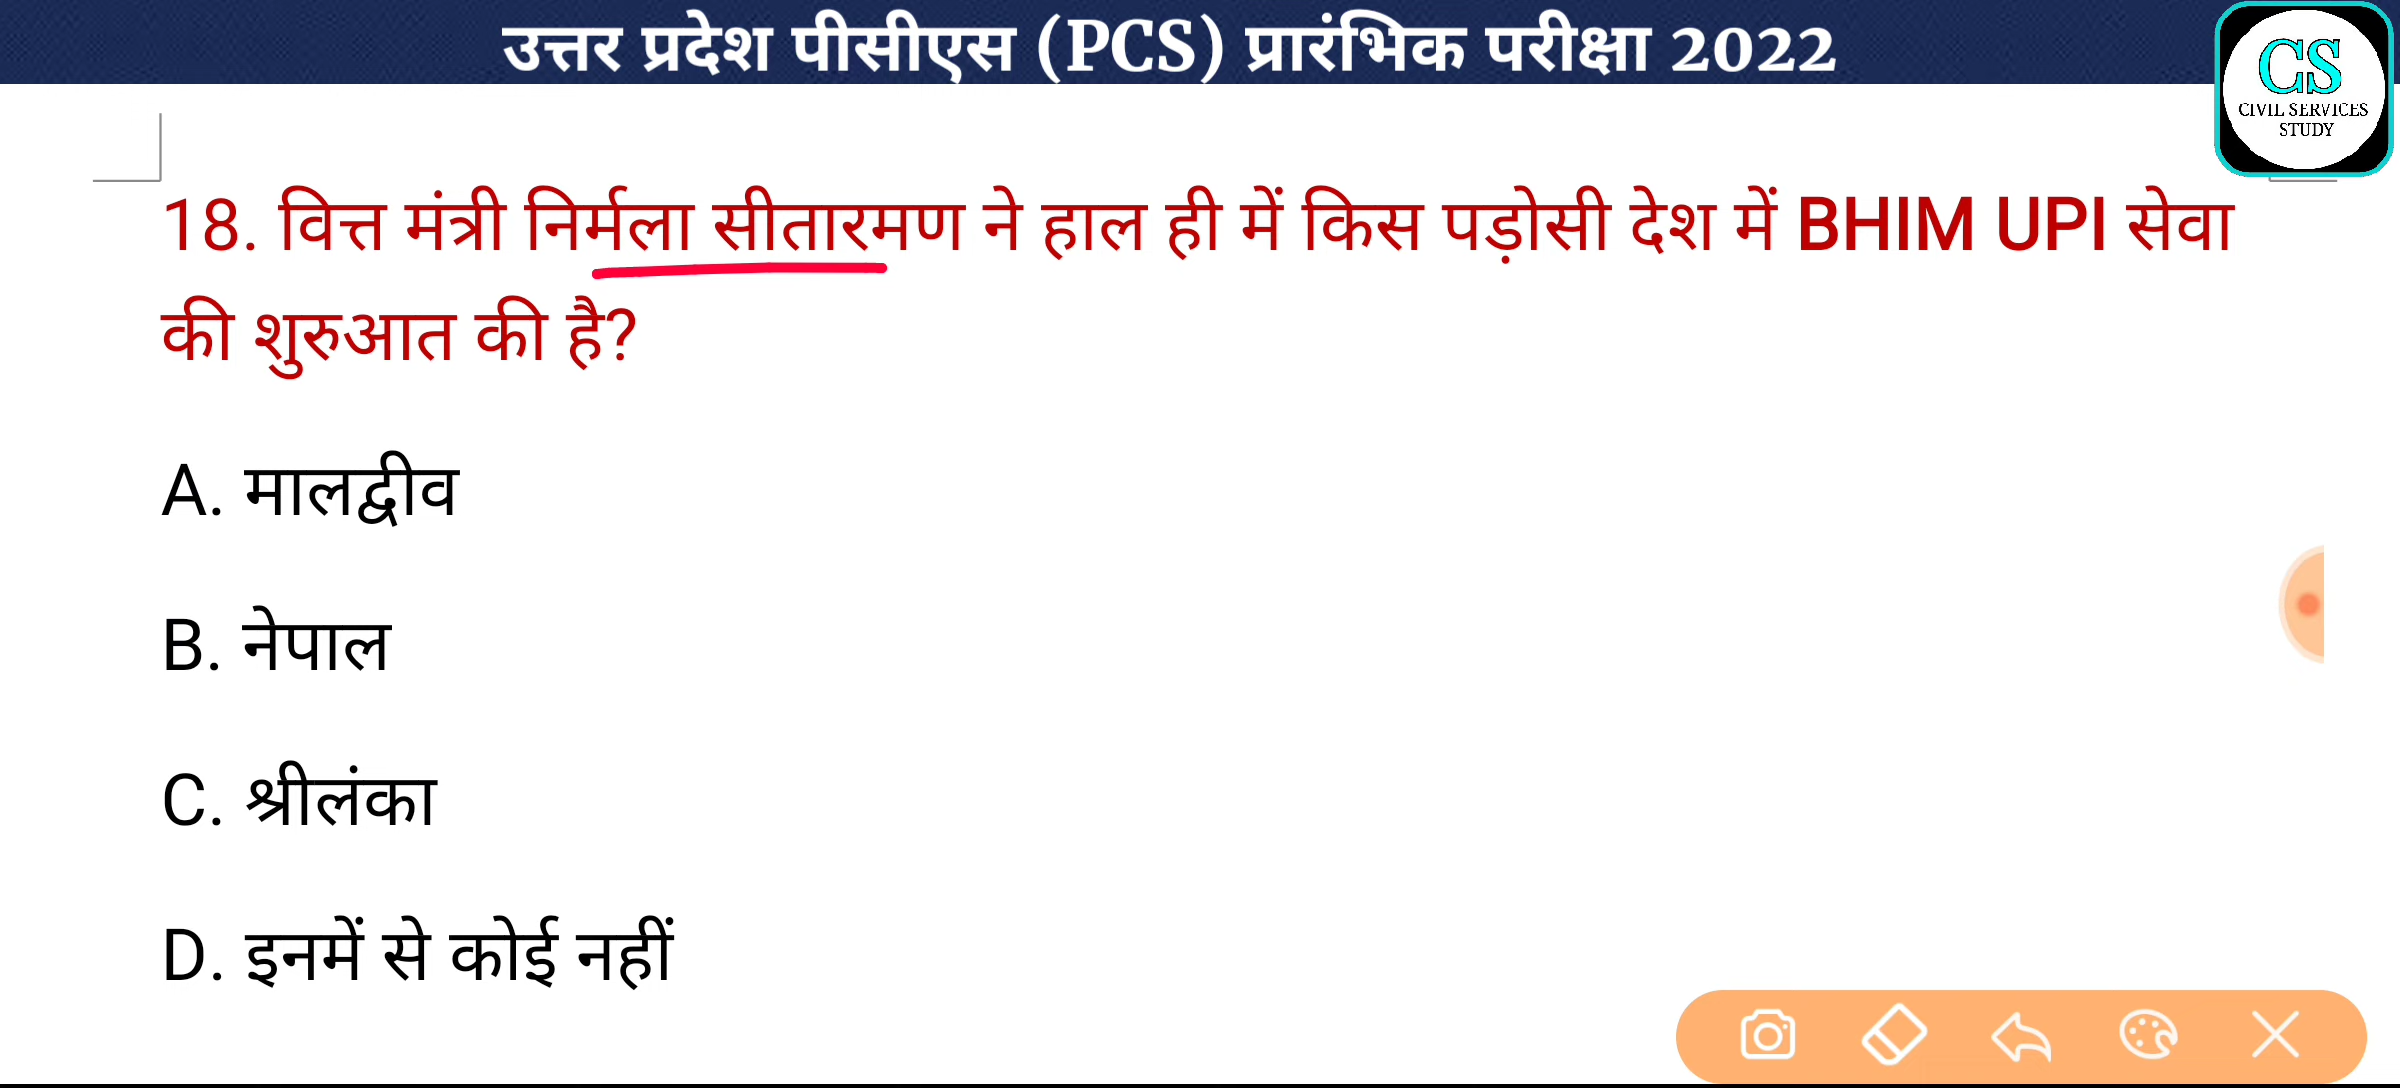 उत्तर प्रदेश पीसीएस (PCS) प्रारंभिक परीक्षा 2022
CS
CIVIL SERVICES
STUDY
18. वित्त मंत्री निर्मला सीतारमण ने हाल ही में किस पड़ोसी देश में BHIM UPI सेवा
की शुरुआत की है?
A. मालद्वीव
B. नेपाल
C. श्रीलंका
D. इनमें से कोई नहीं